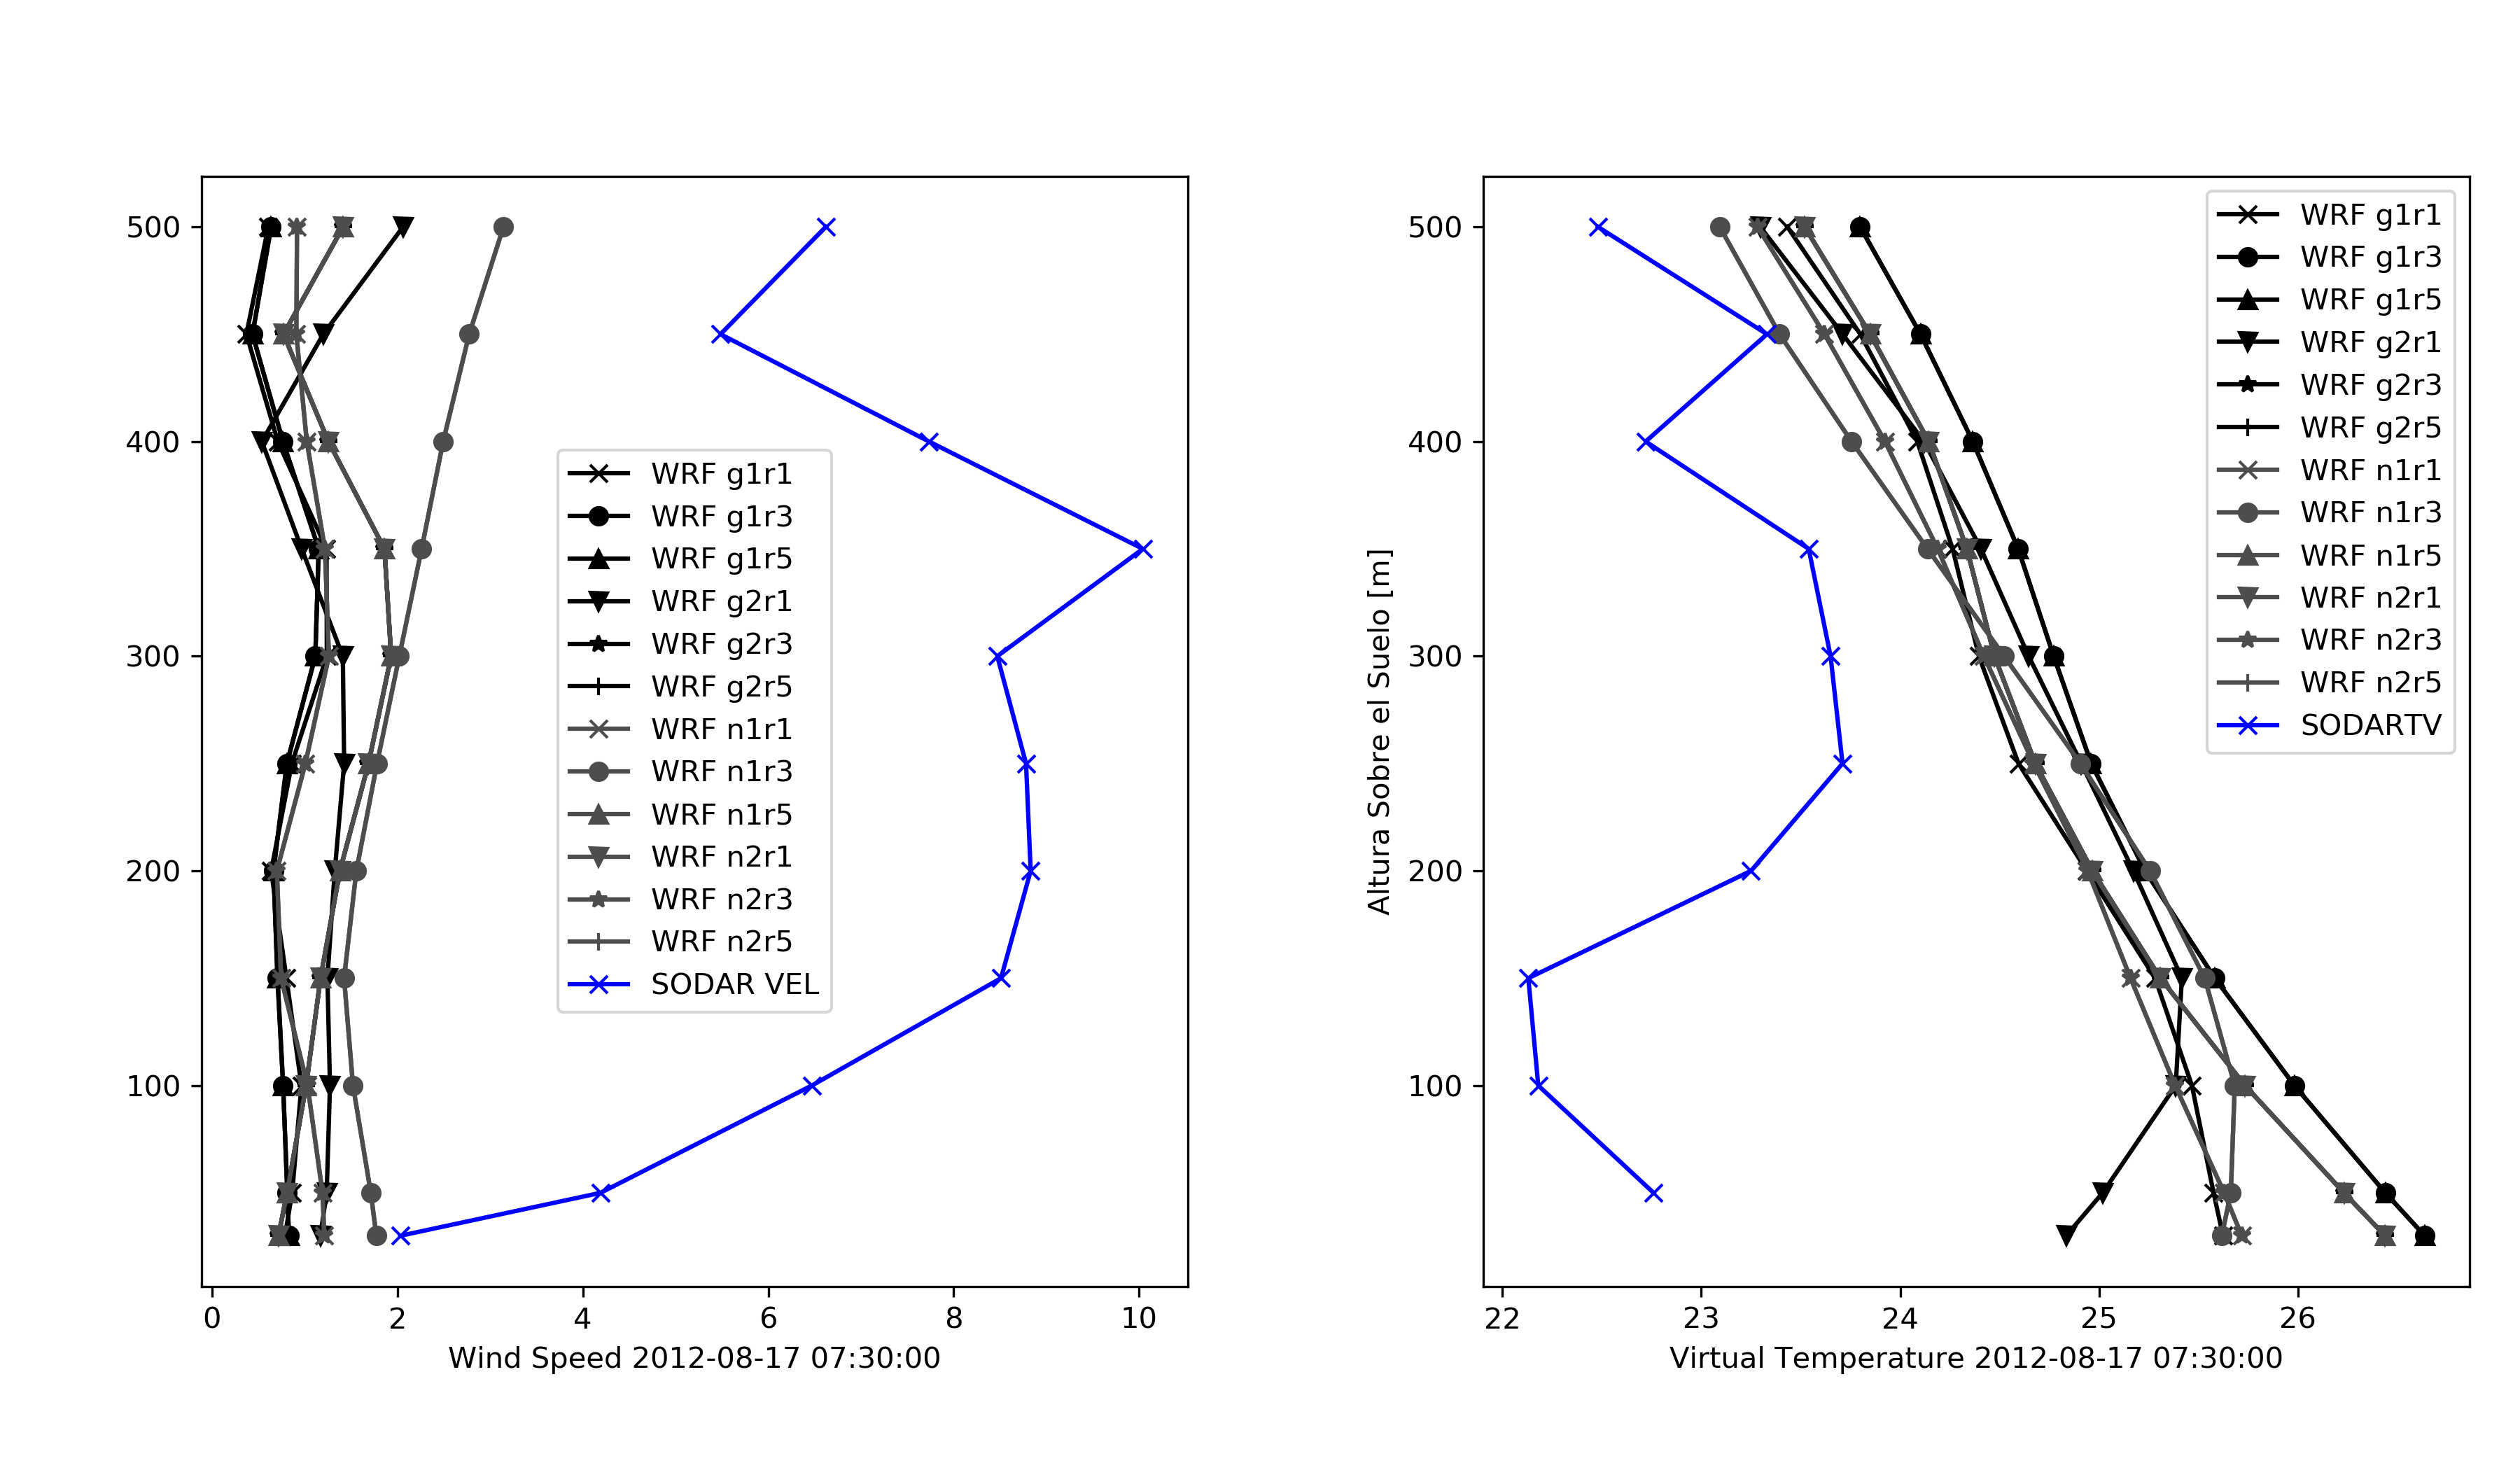 500
400
300
200
100
0 2 4 6 8 10
Wind Speed 2012-08-17 07:30:00
WRF g1r1
WRF g1r3
WRF g1r5
WRF g2r1
WRF g2r3
WRF g2r5
WRF n1r1
WRF n1r3
WRF n1r5
WRF n2r1
WRF n2r3
WRF n2r5
SODAR VEL
Altura Sobre el Suelo [m]
500
400
300
200
100
22 23 24 25 26
Virtual Temperature 2012-08-17 07:30:00
WRF g1r1
WRF g1r3
WRF g1r5
WRF g2r1
WRF g2r3
WRF g2r5
WRF n1r1
WRF n1r3
WRF n1r5
WRF n2r1
WRF n2r3
WRF n2r5
SODARTV